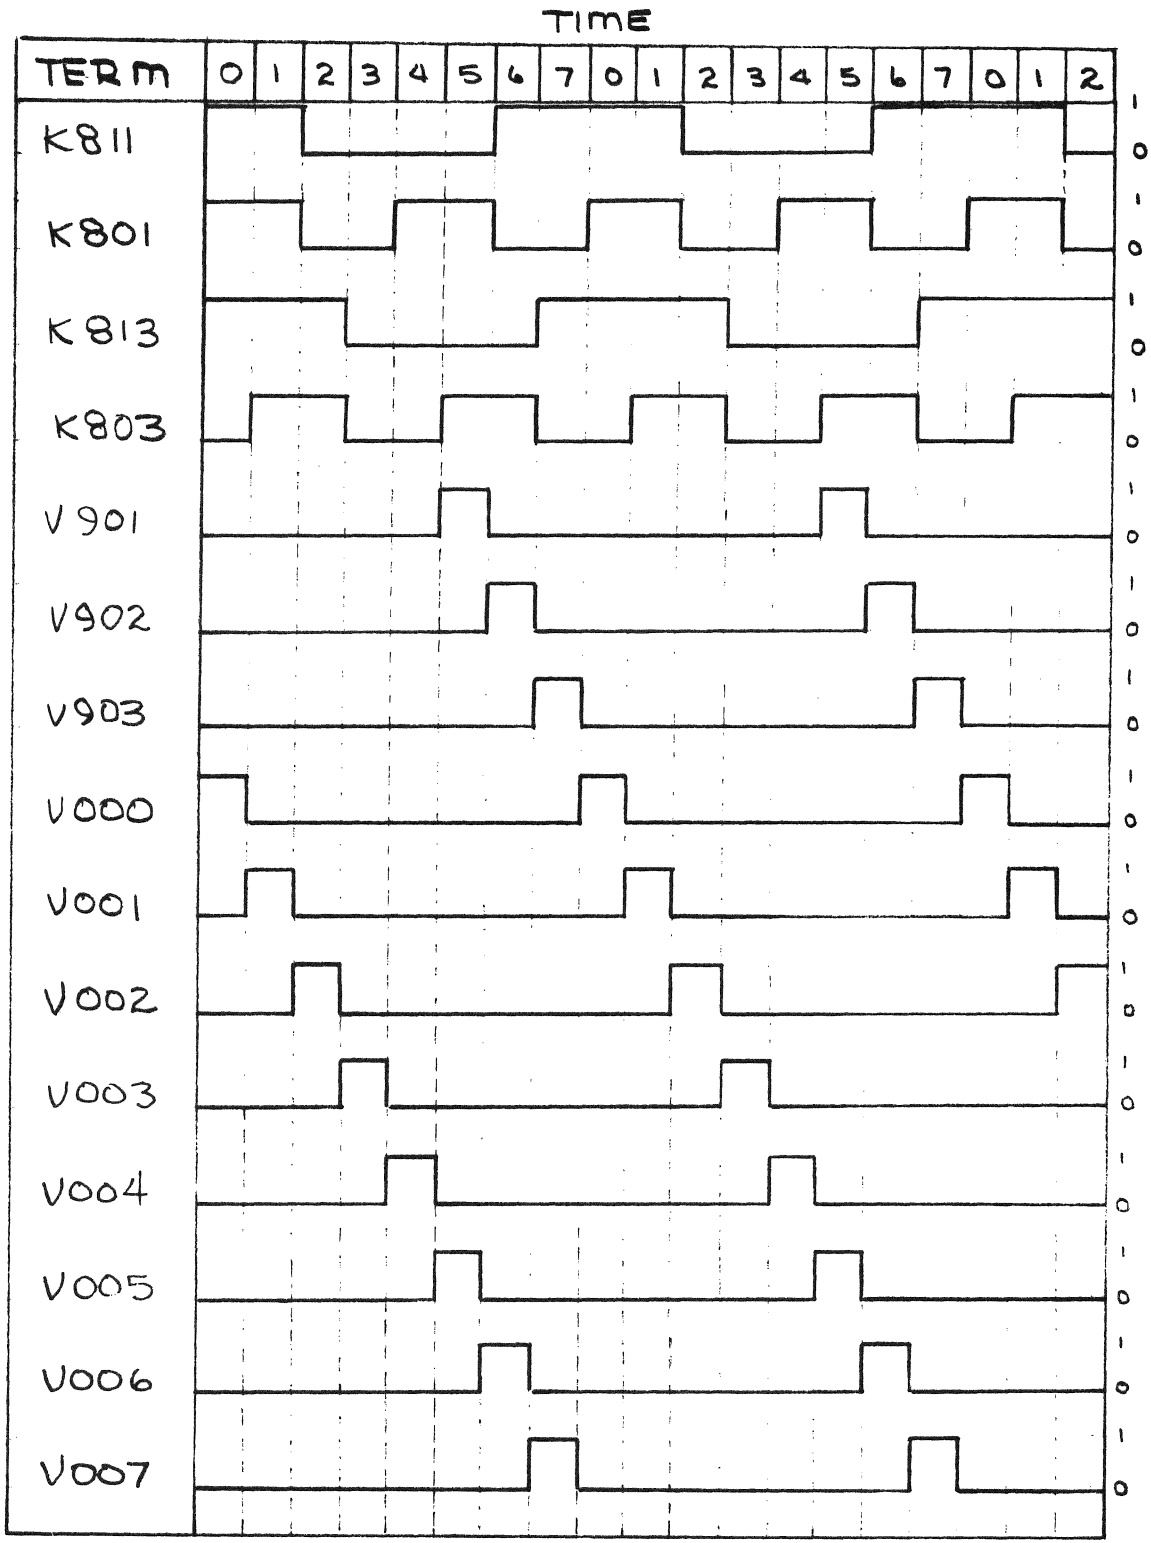 TIME
TERM 0 1 2 3 4 5 6 7 0 1 2 3 4 5 6 7 0 1 2
K811 1 0
K801 1 0
K813 1 0
K803 1 0
V901 1 0
V902 1 0
V903 1 0
V000 1 0
V001 1 0
V002 1 0
V003 1 0
V004 1 0
V005 1 0
V006 1 0
V007 1 0